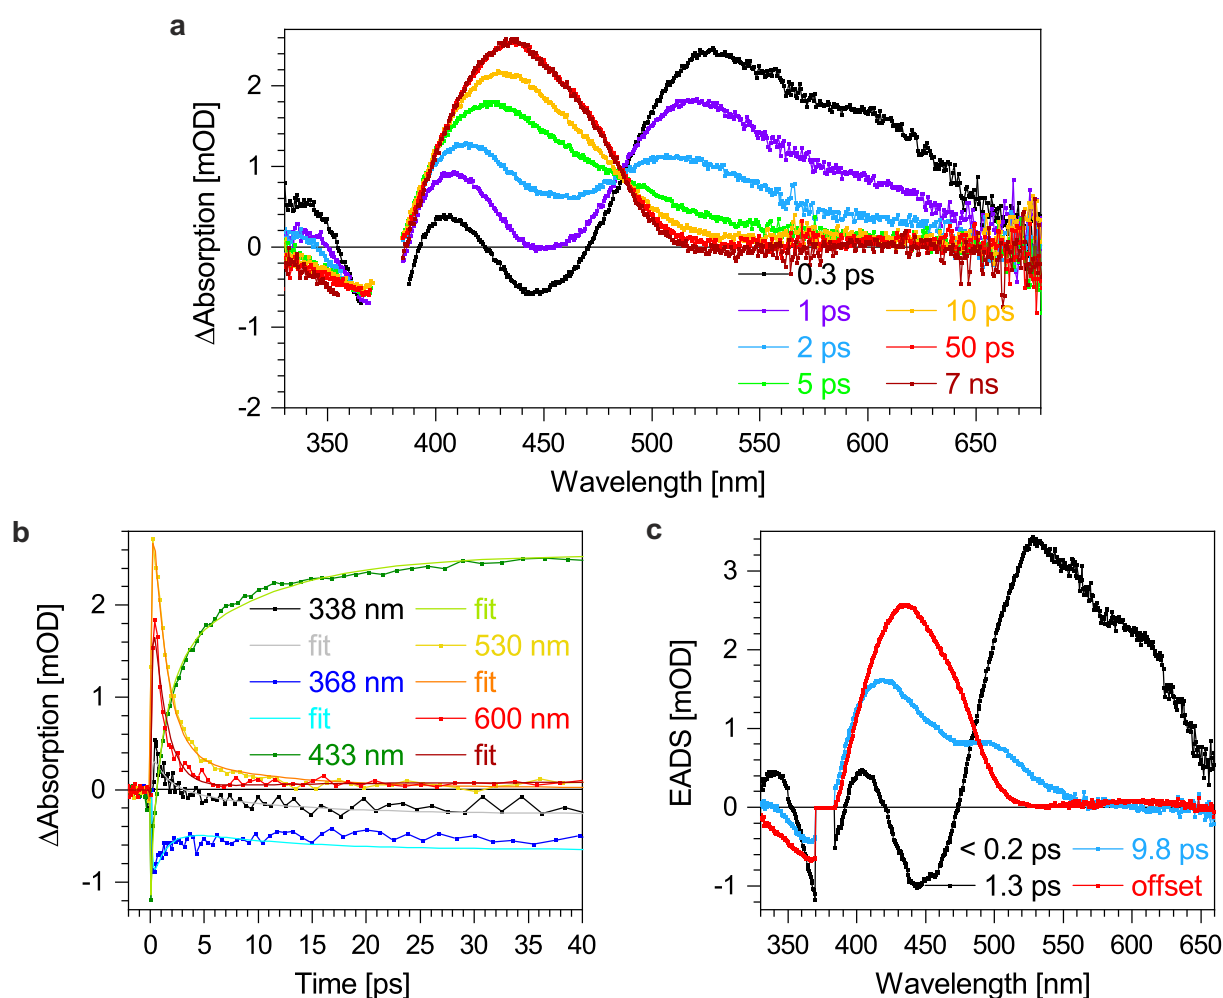 a
ΔAbsorption [mOD]
2
1
0
-1
-2
0.3 ps
1 ps
10 ps
2 ps
50 ps
5 ps
7 ns
350 400 450 500 550 600 650
Wavelength [nm]
b
ΔAbsorption [mOD]
2
1
0
-1
338 nm
fit
fit
530 nm
368 nm
fit
fit
600 nm
433 nm
fit
0 5 10 15 20 25 30 35 40
Time [ps]
c
EADS [mOD]
3
2
1
0
-1
< 0.2 ps
9.8 ps
1.3 ps
offset
350 400 450 500 550 600 650
Wavelength [nm]